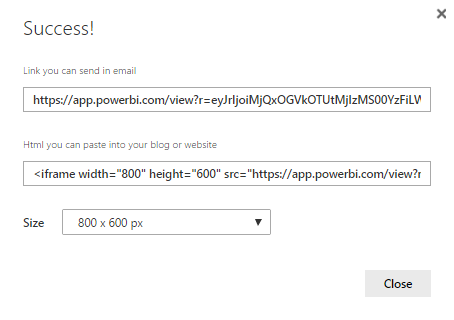 Success!
Link you can send in email
https://app.powerbi.com/view?r=eyJrIjoiMjQxOGVkOTUtMjIzMS00YzFiLW
Html you can paste into your blog or website
<iframe width="800" height="600" src="https://app.powerbi.com/view?r
Size
800 x 600 px
Close